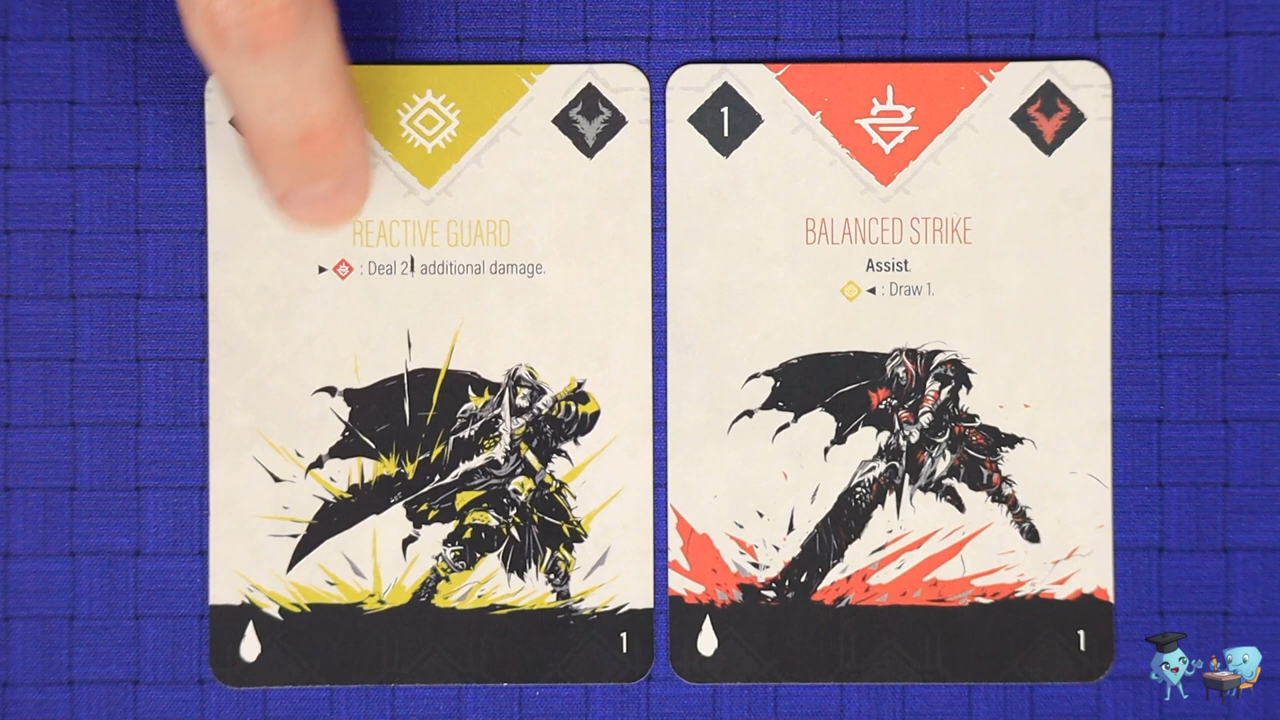 REACTIVE GUARD
: Deal 2 additional damage.
1
1
BALANCED STRIKE
Assist.
: Draw 1.
1